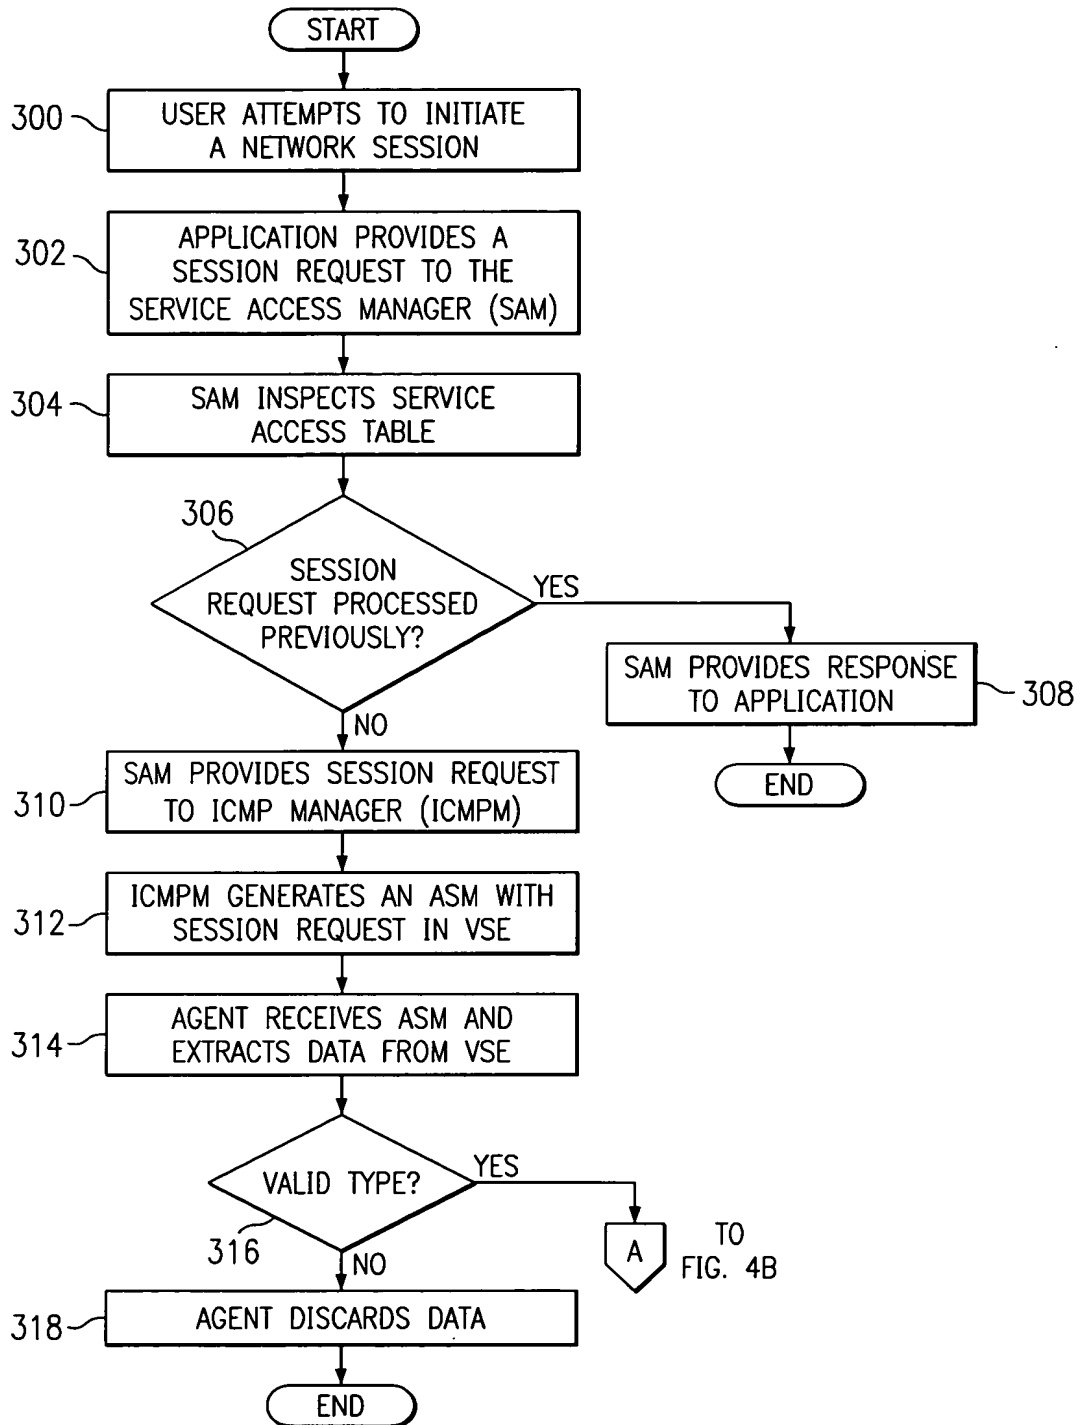 START
300
USER ATTEMPTS TO INITIATE
A NETWORK SESSION
302
APPLICATION PROVIDES A
SESSION REQUEST TO THE
SERVICE ACCESS MANAGER (SAM)
304
SAM INSPECTS SERVICE
ACCESS TABLE
306
SESSION
REQUEST PROCESSED
PREVIOUSLY?
YES
SAM PROVIDES RESPONSE
TO APPLICATION
308
END
NO
310
SAM PROVIDES SESSION REQUEST
TO ICMP MANAGER (ICMPM)
312
ICMPM GENERATES AN ASM WITH
SESSION REQUEST IN VSE
314
AGENT RECEIVES ASM AND
EXTRACTS DATA FROM VSE
VALID TYPE?
316
YES
A
TO
FIG. 4B
NO
318
AGENT DISCARDS DATA
END